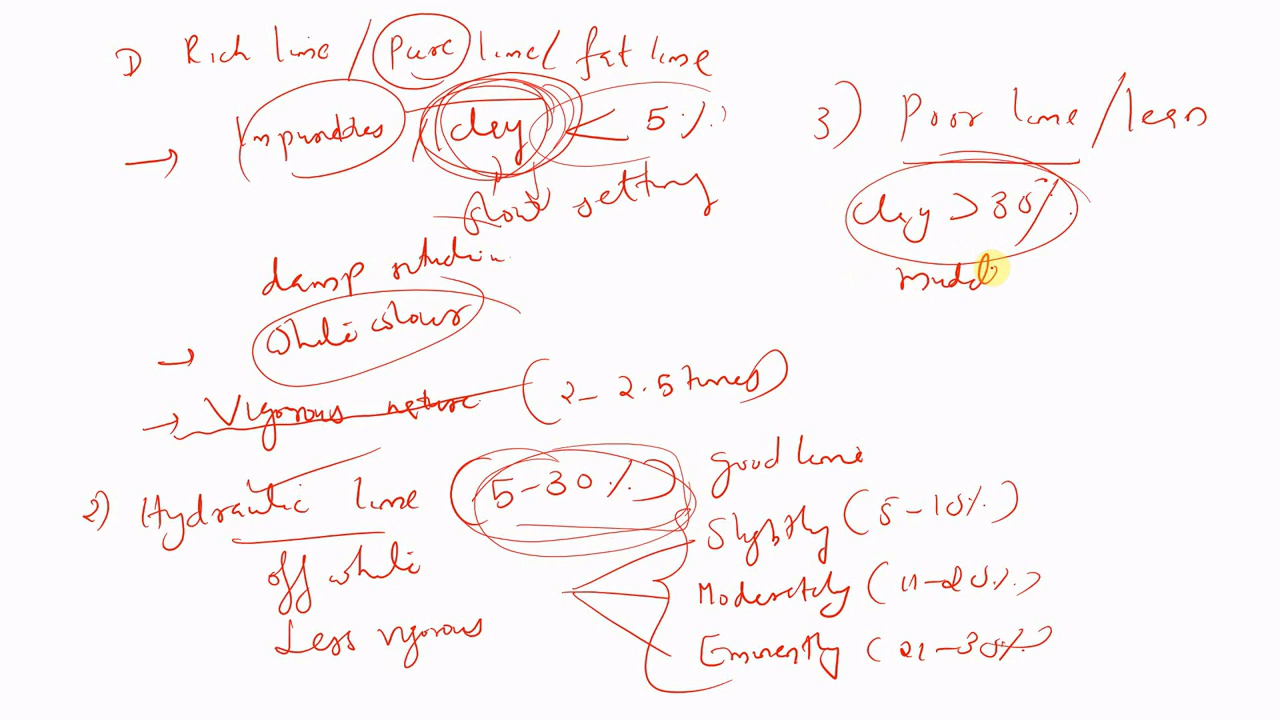 1) Rich lime / Pure lime / fat lime
→ Impurities / clay < 5%
slow setting
damp situation
→ White colour
→ Vigorous nature (2-2.5 times)
2) Hydraulic lime (5-30%) good lime
off white
Less vigorous
Slightly (5-10%)
Moderately (11-20%)
Eminently (21-30%)
3) Poor lime / lean
clay > 30%
mudd